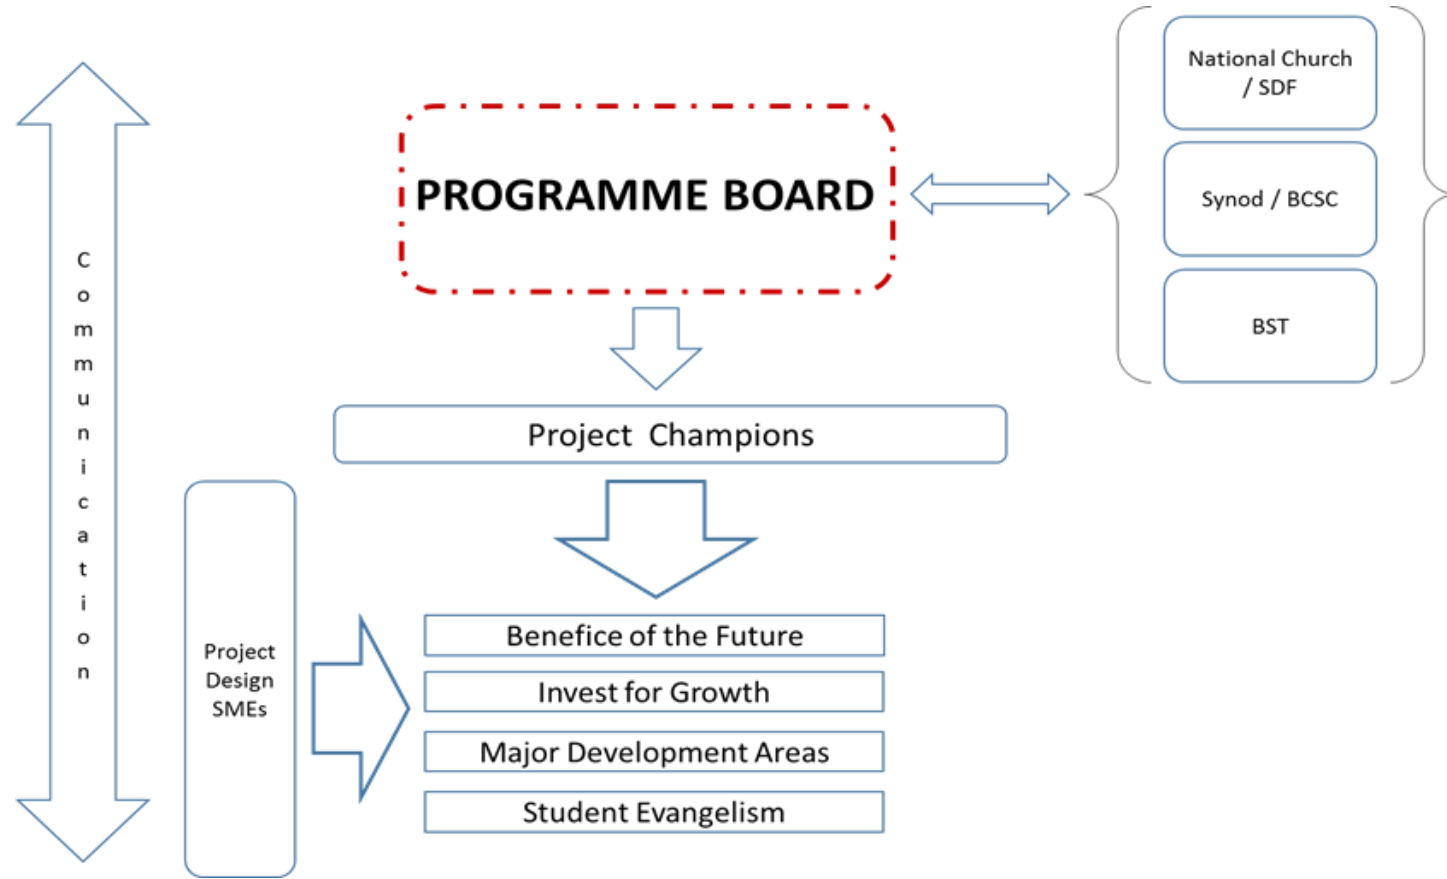 National Church
/ SDF
PROGRAMME BOARD
Synod / BCSC
BST
Communication
Project Champions
Project
Design
SMEs
Benefice of the Future
Invest for Growth
Major Development Areas
Student Evangelism